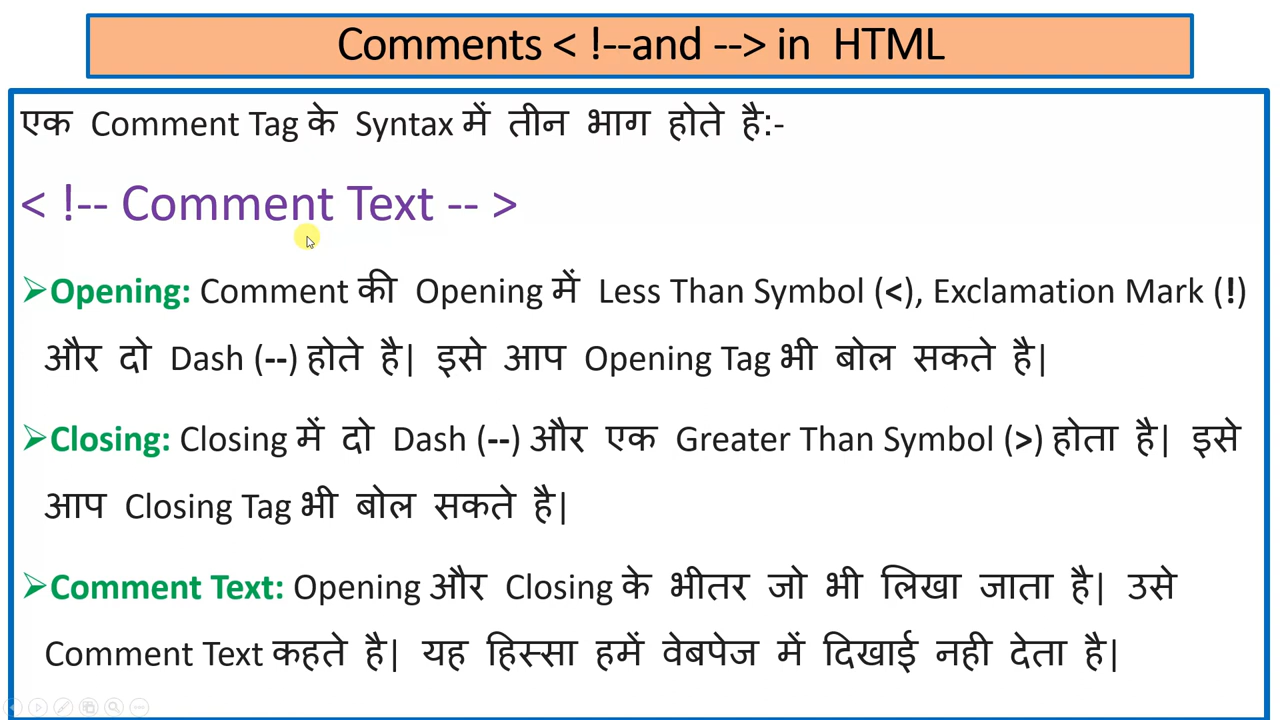 Comments < !--and --> in HTML
एक Comment Tag के Syntax में तीन भाग होते है:-
< !-- Comment Text -- >
➢Opening: Comment की Opening में Less Than Symbol (<), Exclamation Mark (!)
और दो Dash (--) होते है| इसे आप Opening Tag भी बोल सकते है|
➢Closing: Closing में दो Dash (--) और एक Greater Than Symbol (>) होता है| इसे
आप Closing Tag भी बोल सकते है|
➢Comment Text: Opening और Closing के भीतर जो भी लिखा जाता है| उसे
Comment Text कहते है| यह हिस्सा हमें वेबपेज में दिखाई नही देता है|